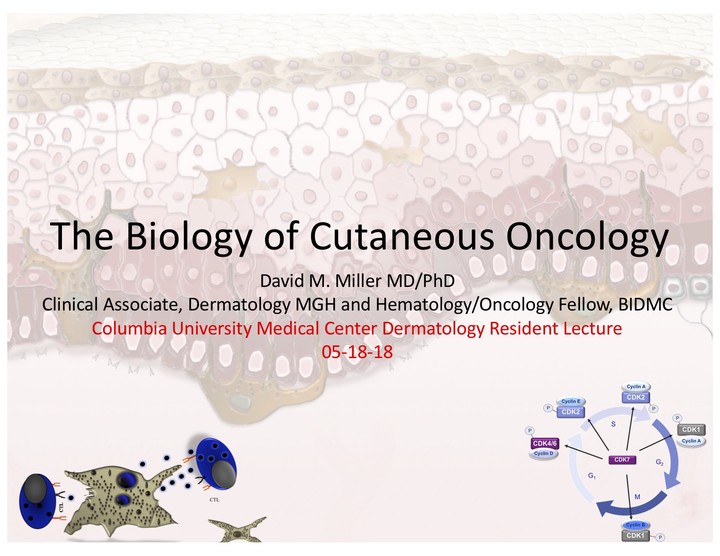 The Biology of Cutaneous Oncology
David M. Miller MD/PhD
Clinical Associate, Dermatology MGH and Hematology/Oncology Fellow, BIDMC
Columbia University Medical Center Dermatology Resident Lecture
05-18-18
CTL
CTL
Cyclin A
CDK2
P
Cyclin E
CDK2
P
P
CDK1
Cyclin A
P
CDK4/6
Cyclin D
S
CDK7
G2
G1
M
Cyclin B
CDK1
P